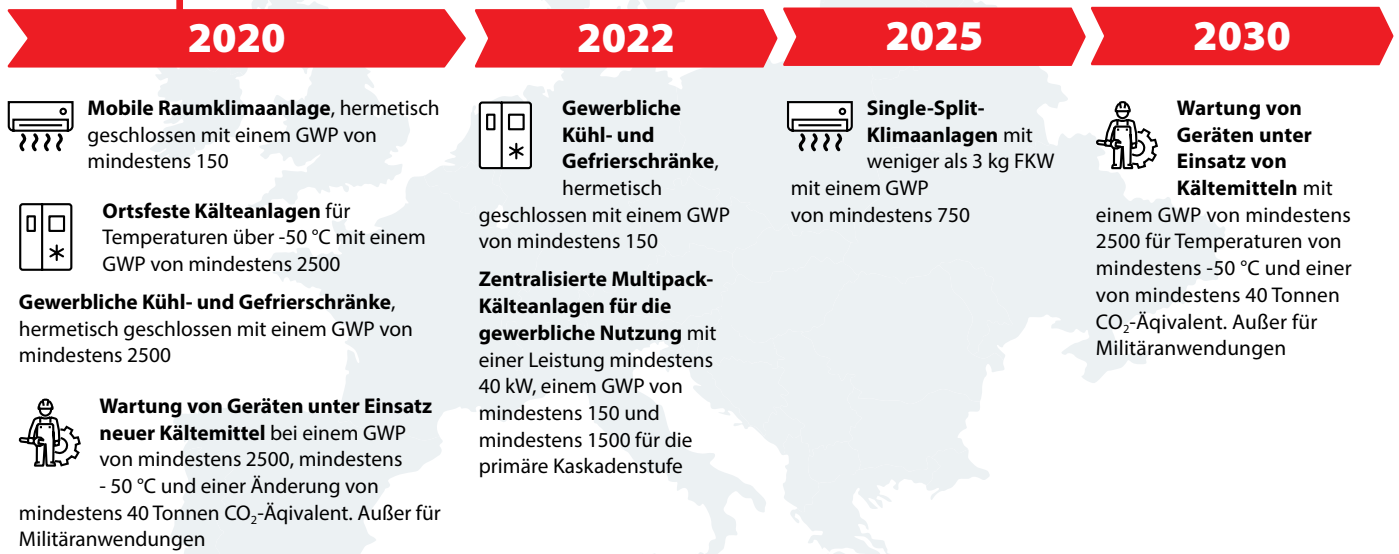 2020
Mobile Raumklimaanlage, hermetisch
geschlossen mit einem GWP von
mindestens 150
Ortsfeste Kälteanlagen für
Temperaturen über -50 °C mit einem
GWP von mindestens 2500
Gewerbliche Kühl- und Gefrierschränke,
hermetisch geschlossen mit einem GWP von
mindestens 2500
Wartung von Geräten unter Einsatz
neuer Kältemittel bei einem GWP
von mindestens 2500, mindestens
- 50 °C und einer Änderung von
mindestens 40 Tonnen CO₂-Äqivalent. Außer für
Militäranwendungen
2022
Gewerbliche
Kühl- und
Gefrierschränke,
hermetisch
geschlossen mit einem GWP
von mindestens 150
Zentralisierte Multipack-
Kälteanlagen für die
gewerbliche Nutzung mit
einer Leistung mindestens
40 kW, einem GWP von
mindestens 150 und
mindestens 1500 für die
primäre Kaskadenstufe
2025
Single-Split-
Klimaanlagen mit
weniger als 3 kg FKW
mit einem GWP
von mindestens 750
2030
Wartung von
Geräten unter
Einsatz von
Kältemitteln mit
einem GWP von mindestens
2500 für Temperaturen von
mindestens -50 °C und einer
von mindestens 40 Tonnen
CO₂-Äqivalent. Außer für
Militäranwendungen